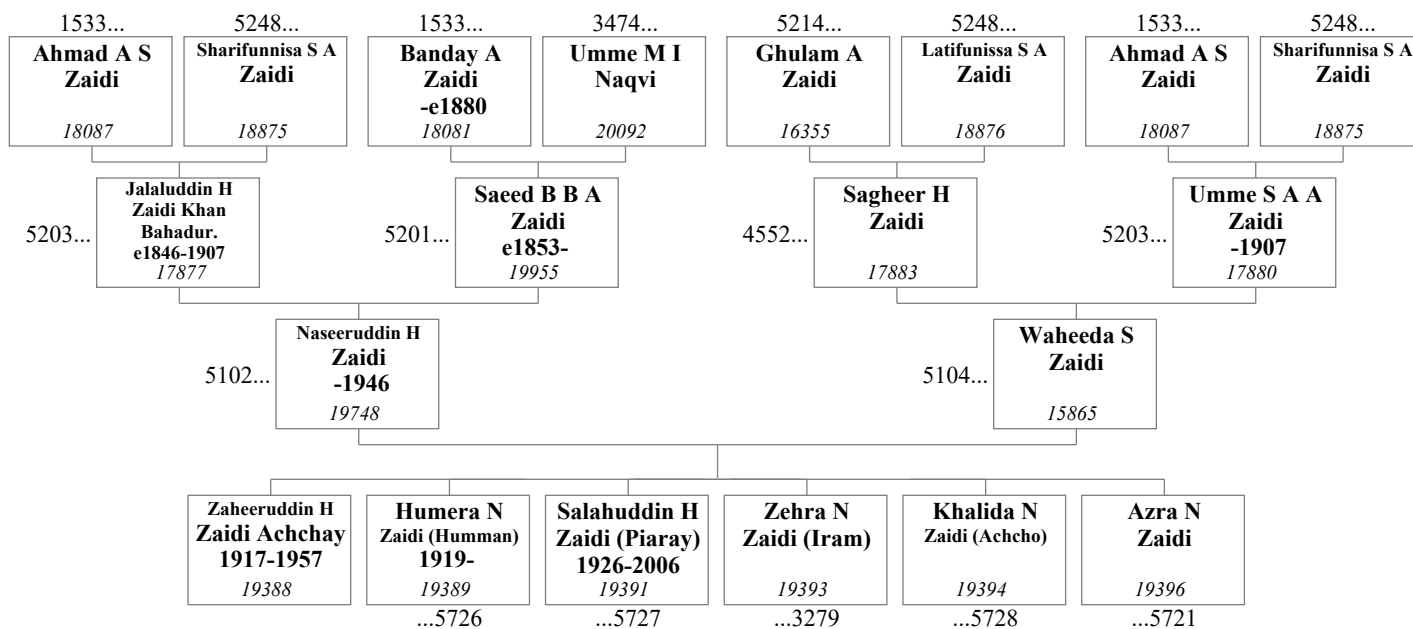 1533...
5248...
1533...
3474...
5214...
5248...
1533...
5248...
Ahmad A S
Zaidi
18087
Sharifunnisa S A
Zaidi
18875
Banday A
Zaidi
-e1880
18081
Umme M I
Naqvi
20092
Ghulam A
Zaidi
16355
Latifunissa S A
Zaidi
18876
Ahmad A S
Zaidi
18087
Sharifunnisa S A
Zaidi
18875
5203...
Jalaluddin H
Zaidi Khan
Bahadur.
e1846-1907
17877
5201...
Saeed B B A
Zaidi
e1853-
19955
4552...
Sagheer H
Zaidi
17883
5203...
Umme S A A
Zaidi
-1907
17880
5102...
Naseeruddin H
Zaidi
-1946
19748
5104...
Waheeda S
Zaidi
15865
Zaheeruddin H
Zaidi Achchay
1917-1957
19388
Humera N
Zaidi (Humman)
1919-
19389
Salahuddin H
Zaidi (Piaray)
1926-2006
19391
Zehra N
Zaidi (Iram)
19393
Khalida N
Zaidi (Achcho)
19394
Azra N
Zaidi
19396
...5726
...5727
...3279
...5728
...5721